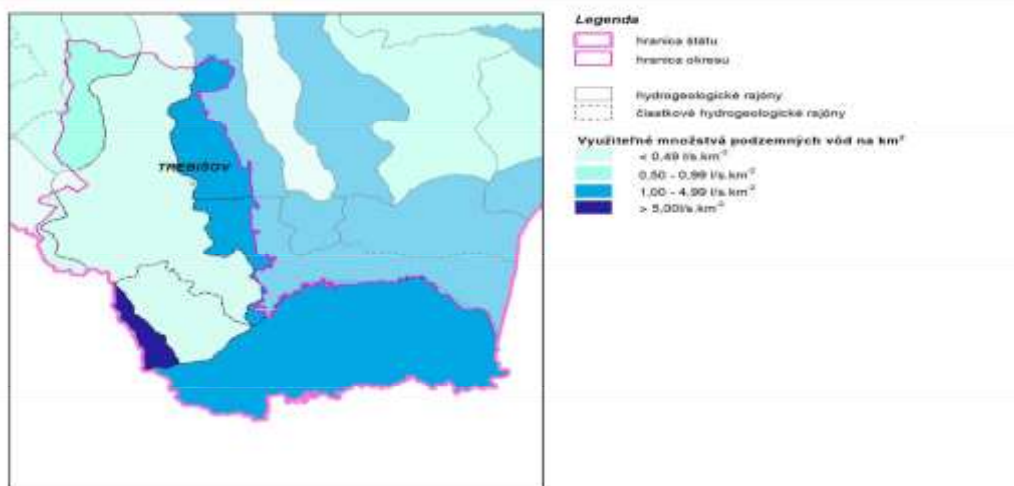 TREBIŠOV
Legenda
hranica štátu
hranica okresu
hydrogeologické rajóny
čiastkové hydrogeologické rajóny
Využiteľné množstvá podzemných vôd na km²
< 0,49 l/s.km⁻²
0,50 - 0,99 l/s.km⁻²
1,00 - 4,99 l/s.km⁻²
> 5,00l/s.km⁻²